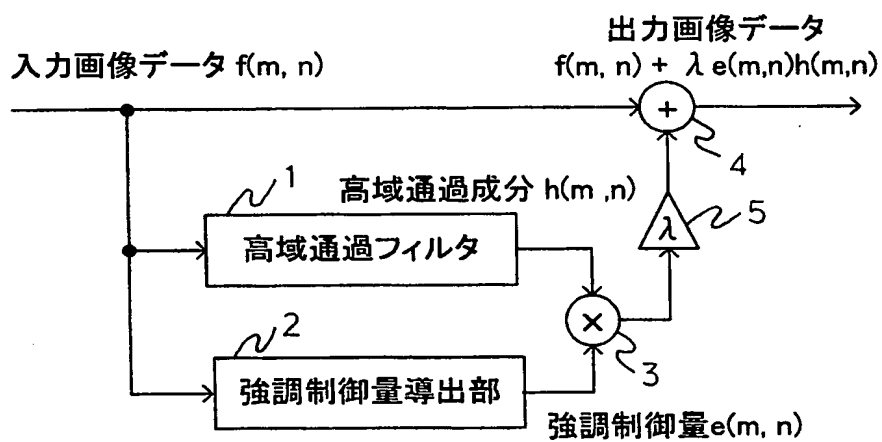 出力画像データ
入力画像データ f(m, n)
f(m, n) + λ e(m,n)h(m,n)
+
4
1
高域通過成分 h(m ,n)
5
λ
高域通過フィルタ
×
2
3
強調制御量導出部
強調制御量e(m, n)